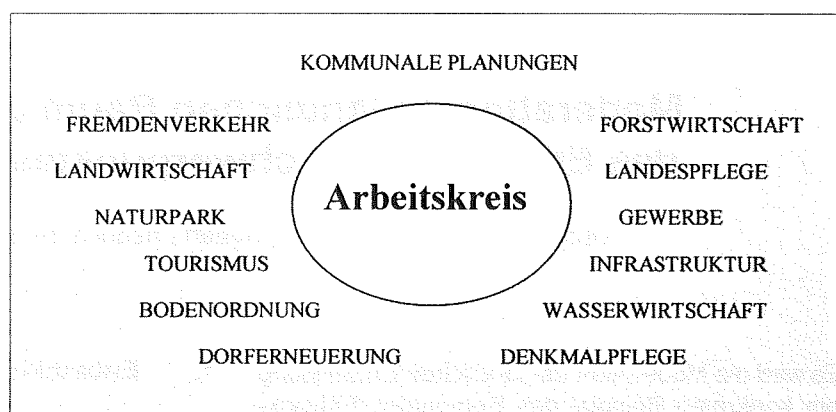 KOMMUNALE PLANUNGEN
FREMDENVERKEHR
FORSTWIRTSCHAFT
LANDWIRTSCHAFT
LANDESPFLEGE
Arbeitskreis
NATURPARK
GEWERBE
TOURISMUS
INFRASTRUKTUR
BODENORDNUNG
WASSERWIRTSCHAFT
DORFERNEUERUNG
DENKMALPFLEGE